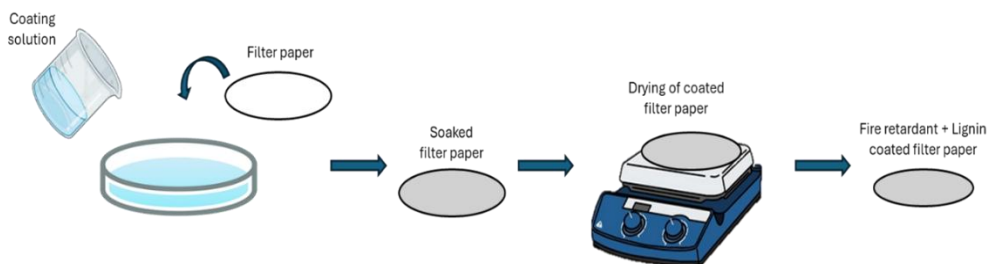 Coating
solution
Filter paper
Soaked
filter paper
Drying of coated
filter paper
Fire retardant + Lignin
coated filter paper